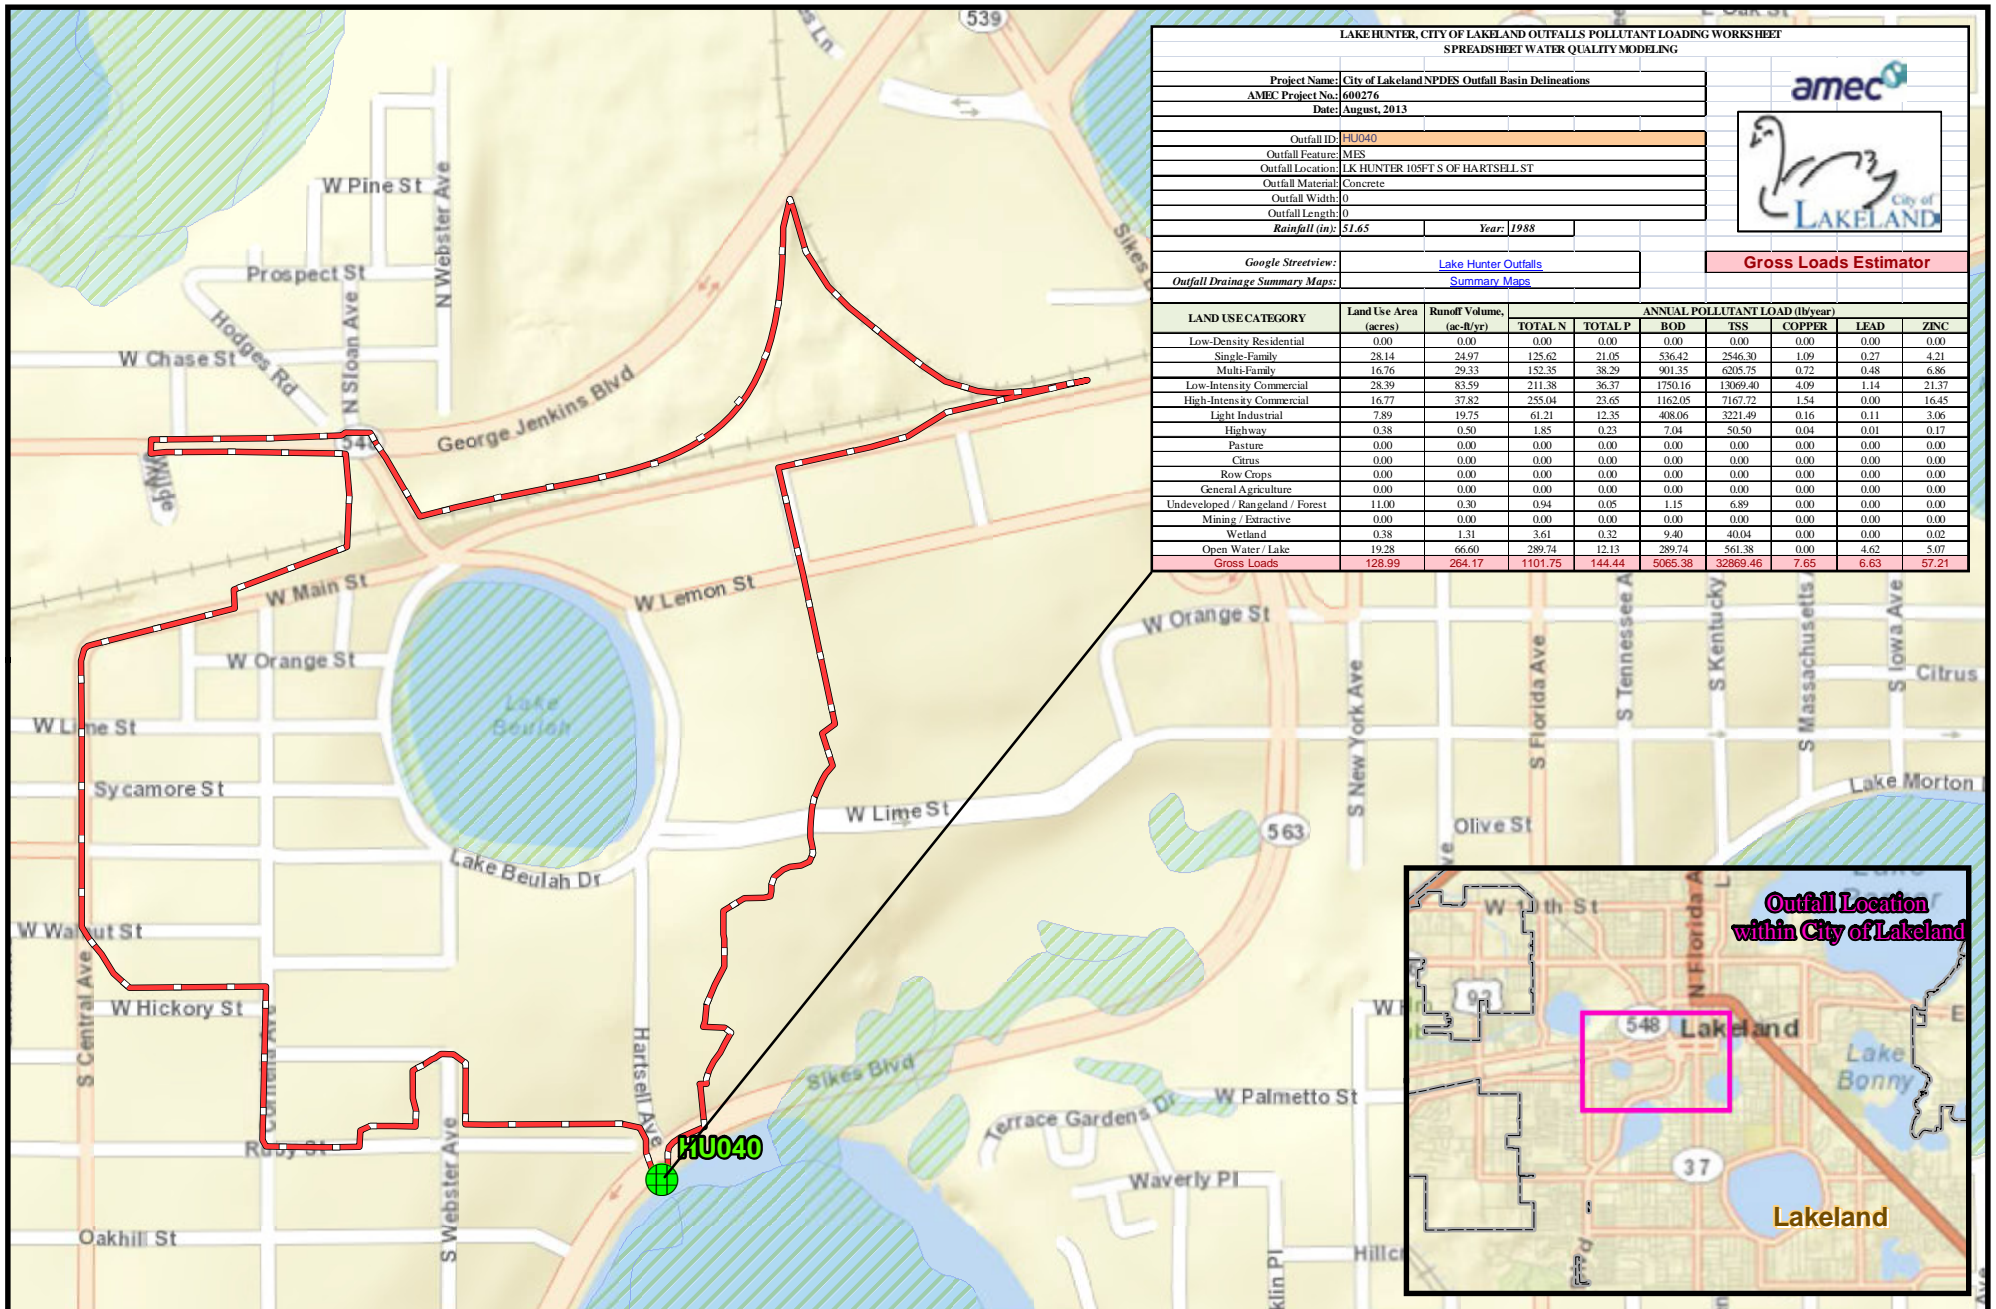 539
E Oak St
W Pine St
N Webster Ave
Prospect St
Hodges Rd
N Sloan Ave
W Chase St
George Jenkins Blvd
W Main St
W Lemon St
W Orange St
Lake
Beulah
W Lime St
Sycamore St
W Lime St
Lake Beulah Dr
W Walnut St
S Central Ave
W Hickory St
Hartsell Ave
Sikes Blvd
HU040
S Webster Ave
Oakhill St
Terrace Gardens Dr
W Palmetto St
Waverly Pl
W Orange St
S New York Ave
S Florida Ave
S Tennessee A
S Kentucky
S Massachusetts
S Iowa Ave
Citrus
Lake Morton
Olive St
563
LAKE HUNTER, CITY OF LAKELAND OUTFALLS POLLUTANT LOADING WORKSHEET
SPREADSHEET WATER QUALITY MODELING
Project Name: City of Lakeland NPDES Outfall Basin Delineations
AMEC Project No.: 600276
Date: August, 2013
amec
City of
LAKELAND
Outfall ID: HU040
Outfall Feature: MES
Outfall Location: LK HUNTER 105FT S OF HARTSELL ST
Outfall Material: Concrete
Outfall Width: 0
Outfall Length: 0
Rainfall (in): 51.65 Year: 1988
Google Streetview: Lake Hunter Outfalls
Gross Loads Estimator
Outfall Drainage Summary Maps: Summary Maps
LAND USE CATEGORY Land Use Area (acres) Runoff Volume, (ac-ft/yr) ANNUAL POLLUTANT LOAD (lb/year)
TOTAL N TOTAL P BOD TSS COPPER LEAD ZINC
Low-Density Residential 0.00 0.00 0.00 0.00 0.00 0.00 0.00 0.00 0.00
Single-Family 28.14 24.97 125.62 21.05 536.42 2546.30 1.09 0.27 4.21
Multi-Family 16.76 29.33 152.35 38.29 901.35 6205.75 0.72 0.48 6.86
Low-Intensity Commercial 28.39 83.59 211.38 36.37 1750.16 13069.40 4.09 1.14 21.37
High-Intensity Commercial 16.77 37.82 255.04 23.65 1162.05 7167.72 1.54 0.00 16.45
Light Industrial 7.89 19.75 61.21 12.35 408.06 3221.49 0.16 0.11 3.06
Highway 0.38 0.50 1.85 0.23 7.04 50.50 0.04 0.01 0.17
Pasture 0.00 0.00 0.00 0.00 0.00 0.00 0.00 0.00 0.00
Citrus 0.00 0.00 0.00 0.00 0.00 0.00 0.00 0.00 0.00
Row Crops 0.00 0.00 0.00 0.00 0.00 0.00 0.00 0.00 0.00
General Agriculture 0.00 0.00 0.00 0.00 0.00 0.00 0.00 0.00 0.00
Undeveloped / Rangeland / Forest 11.00 0.30 0.94 0.05 1.15 6.89 0.00 0.00 0.00
Mining / Extractive 0.00 0.00 0.00 0.00 0.00 0.00 0.00 0.00 0.00
Wetland 0.38 1.31 3.61 0.32 9.40 40.04 0.00 0.00 0.02
Open Water / Lake 19.28 66.60 289.74 12.13 289.74 561.38 0.00 4.62 5.07
Gross Loads 128.99 264.17 1101.75 144.44 5065.38 32869.46 7.65 6.63 57.21
Outfall Location
within City of Lakeland
N Florida A
92
548
Lakeland
Lake
Bonny
37
Lakeland